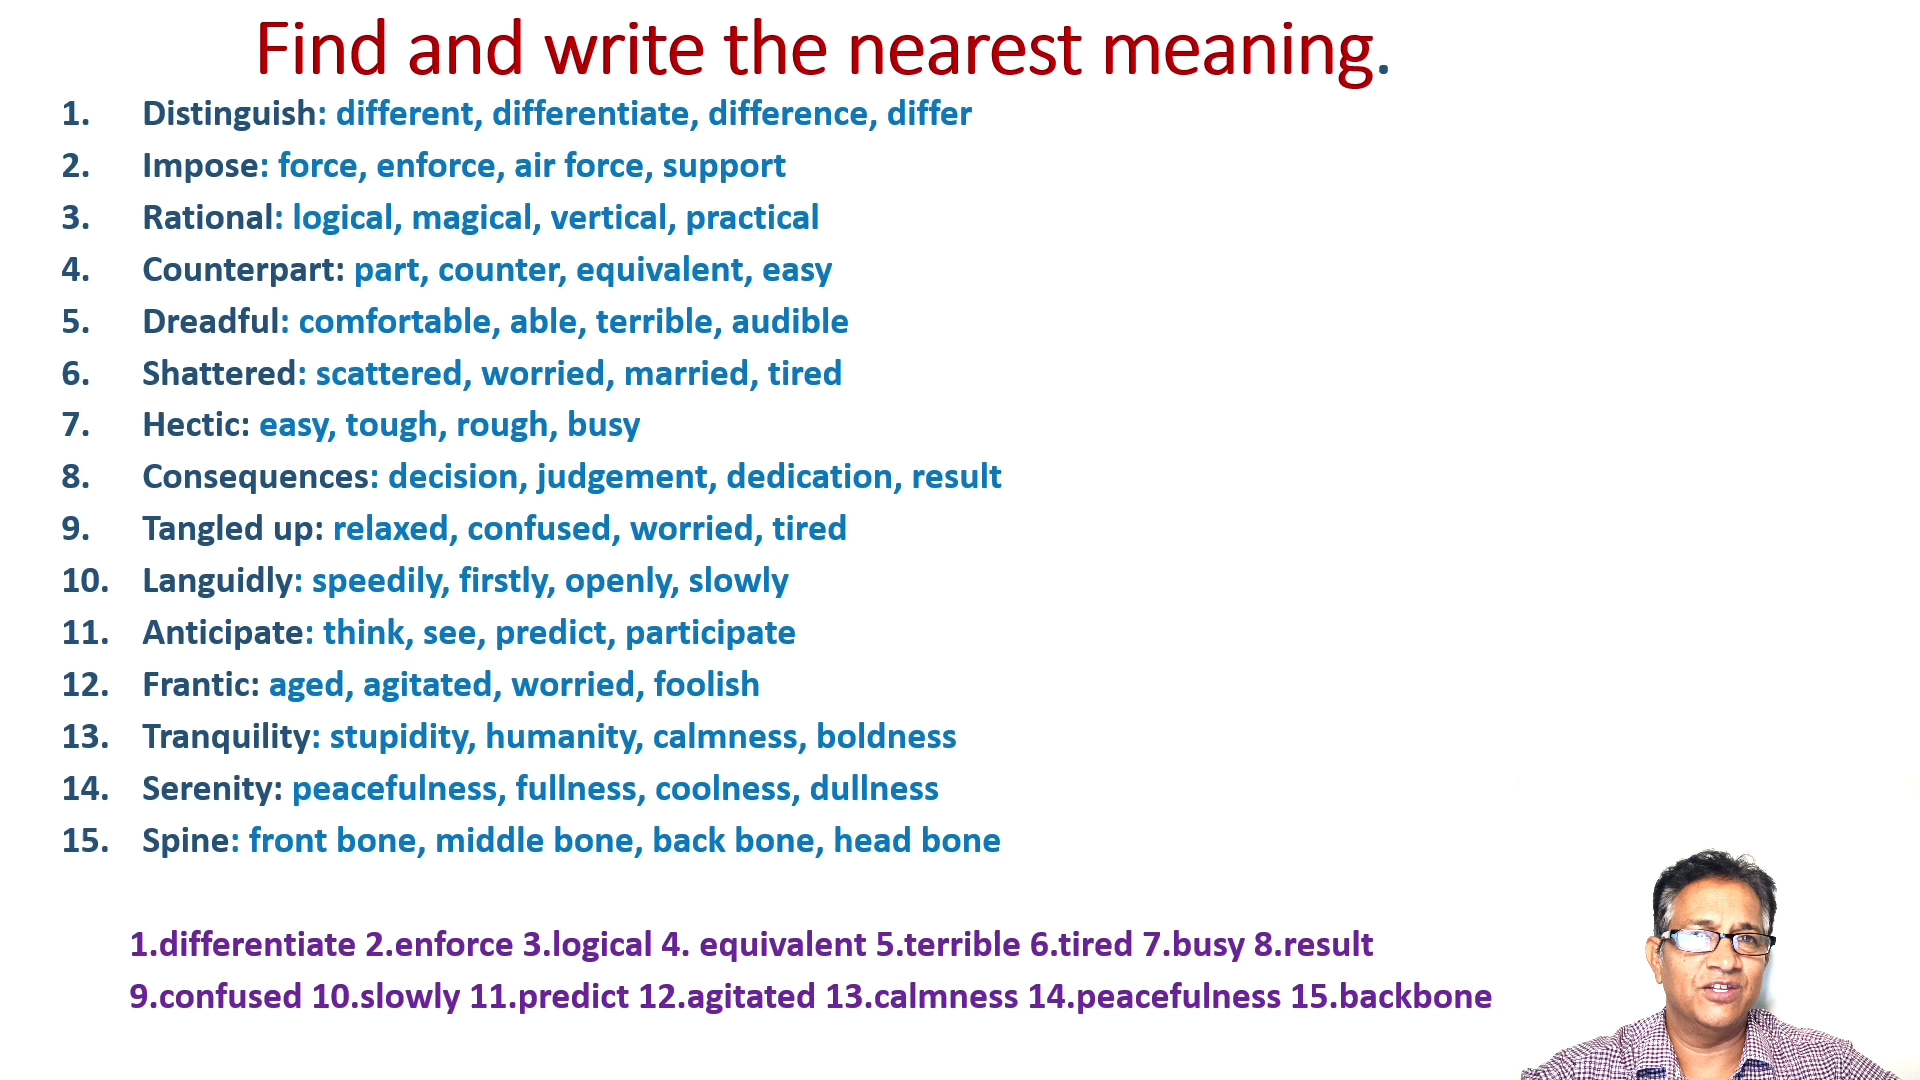 Find and write the nearest meaning.
1. Distinguish: different, differentiate, difference, differ
2. Impose: force, enforce, air force, support
3. Rational: logical, magical, vertical, practical
4. Counterpart: part, counter, equivalent, easy
5. Dreadful: comfortable, able, terrible, audible
6. Shattered: scattered, worried, married, tired
7. Hectic: easy, tough, rough, busy
8. Consequences: decision, judgement, dedication, result
9. Tangled up: relaxed, confused, worried, tired
10. Languidly: speedily, firstly, openly, slowly
11. Anticipate: think, see, predict, participate
12. Frantic: aged, agitated, worried, foolish
13. Tranquility: stupidity, humanity, calmness, boldness
14. Serenity: peacefulness, fullness, coolness, dullness
15. Spine: front bone, middle bone, back bone, head bone
1.differentiate 2.enforce 3.logical 4. equivalent 5.terrible 6.tired 7.busy 8.result
9.confused 10.slowly 11.predict 12.agitated 13.calmness 14.peacefulness 15.backbone